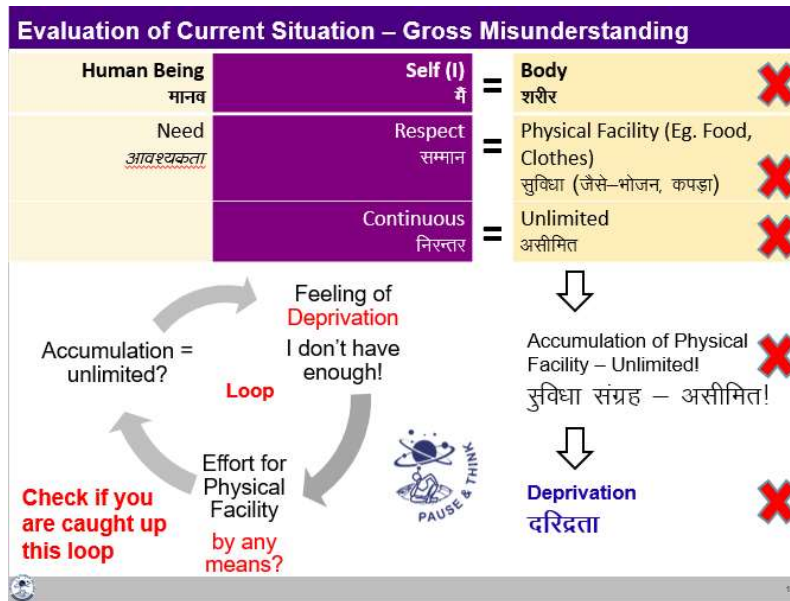 Evaluation of Current Situation – Gross Misunderstanding
Human Being
मानव
Self (I)
मैं
=
Body
शरीर
Need
आवश्यकता
Respect
सम्मान
=
Physical Facility (Eg. Food,
Clothes)
सुविधा (जैसे–भोजन, कपड़ा)
Continuous
निरन्तर
=
Unlimited
असीमित
Feeling of
Deprivation
I don't have
enough!
Accumulation =
unlimited?
Loop
Effort for
Physical
Facility
by any
means?
Check if you
are caught up
this loop
PAUSE & THINK
Accumulation of Physical
Facility – Unlimited!
सुविधा संग्रह – असीमित!
Deprivation
दरिद्रता